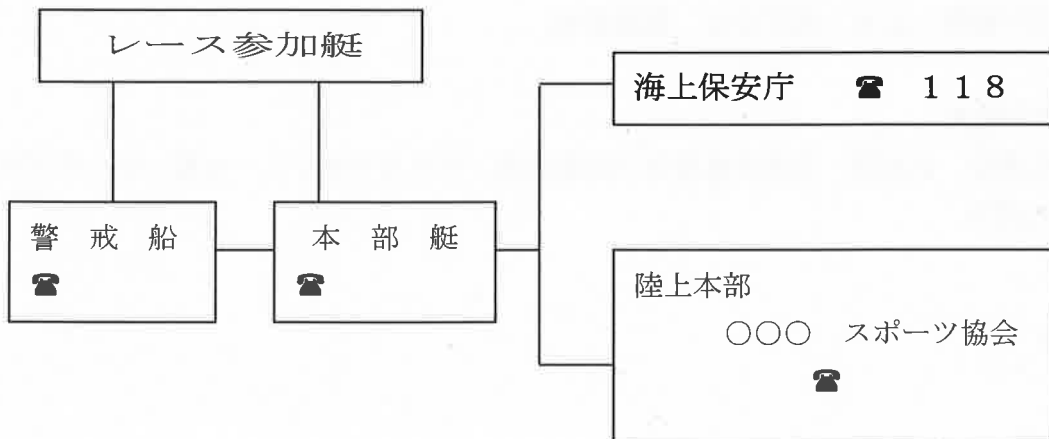 レース参加艇
海上保安庁 ☎ 118
警戒船
☎
本部艇
☎
陸上本部
○○○ スポーツ協会
☎